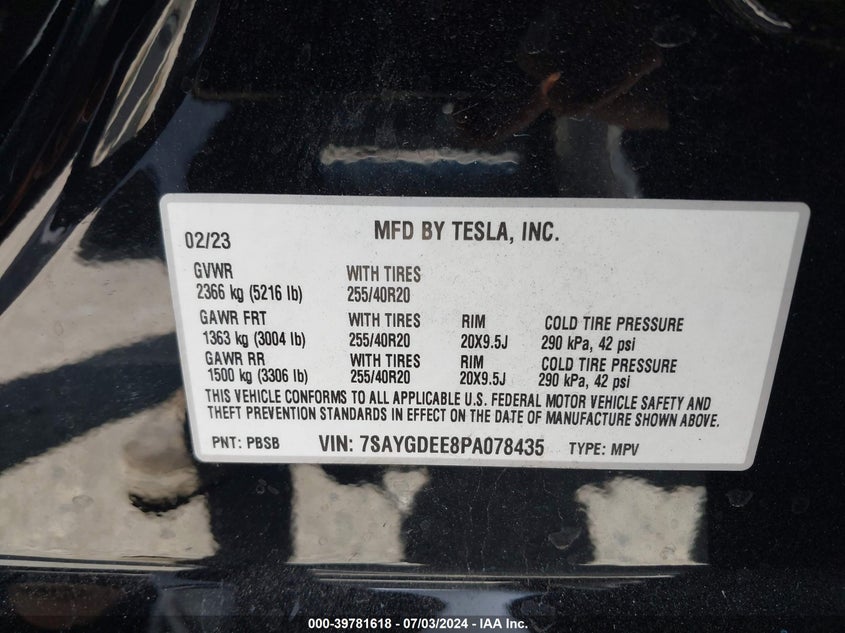 02/23 MFD BY TESLA, INC.
GVWR WITH TIRES
2366 kg (5216 lb) 255/40R20
GAWR FRT WITH TIRES RIM COLD TIRE PRESSURE
1363 kg (3004 lb) 255/40R20 20X9.5J 290 kPa, 42 psi
GAWR RR WITH TIRES RIM COLD TIRE PRESSURE
1500 kg (3306 lb) 255/40R20 20X9.5J 290 kPa, 42 psi
THIS VEHICLE CONFORMS TO ALL APPLICABLE U.S. FEDERAL MOTOR VEHICLE SAFETY AND
THEFT PREVENTION STANDARDS IN EFFECT ON THE DATE OF MANUFACTURE SHOWN ABOVE.
PNT: PBSB VIN: 7SAYGDEE8PA078435 TYPE: MPV
000-39781618 - 07/03/2024 - IAA Inc.